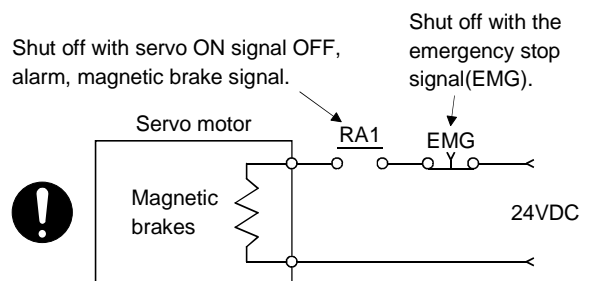 Shut off with servo ON signal OFF,
alarm, magnetic brake signal.
Shut off with the
emergency stop
signal(EMG).
Servo motor
RA1
EMG
Magnetic
brakes
24VDC